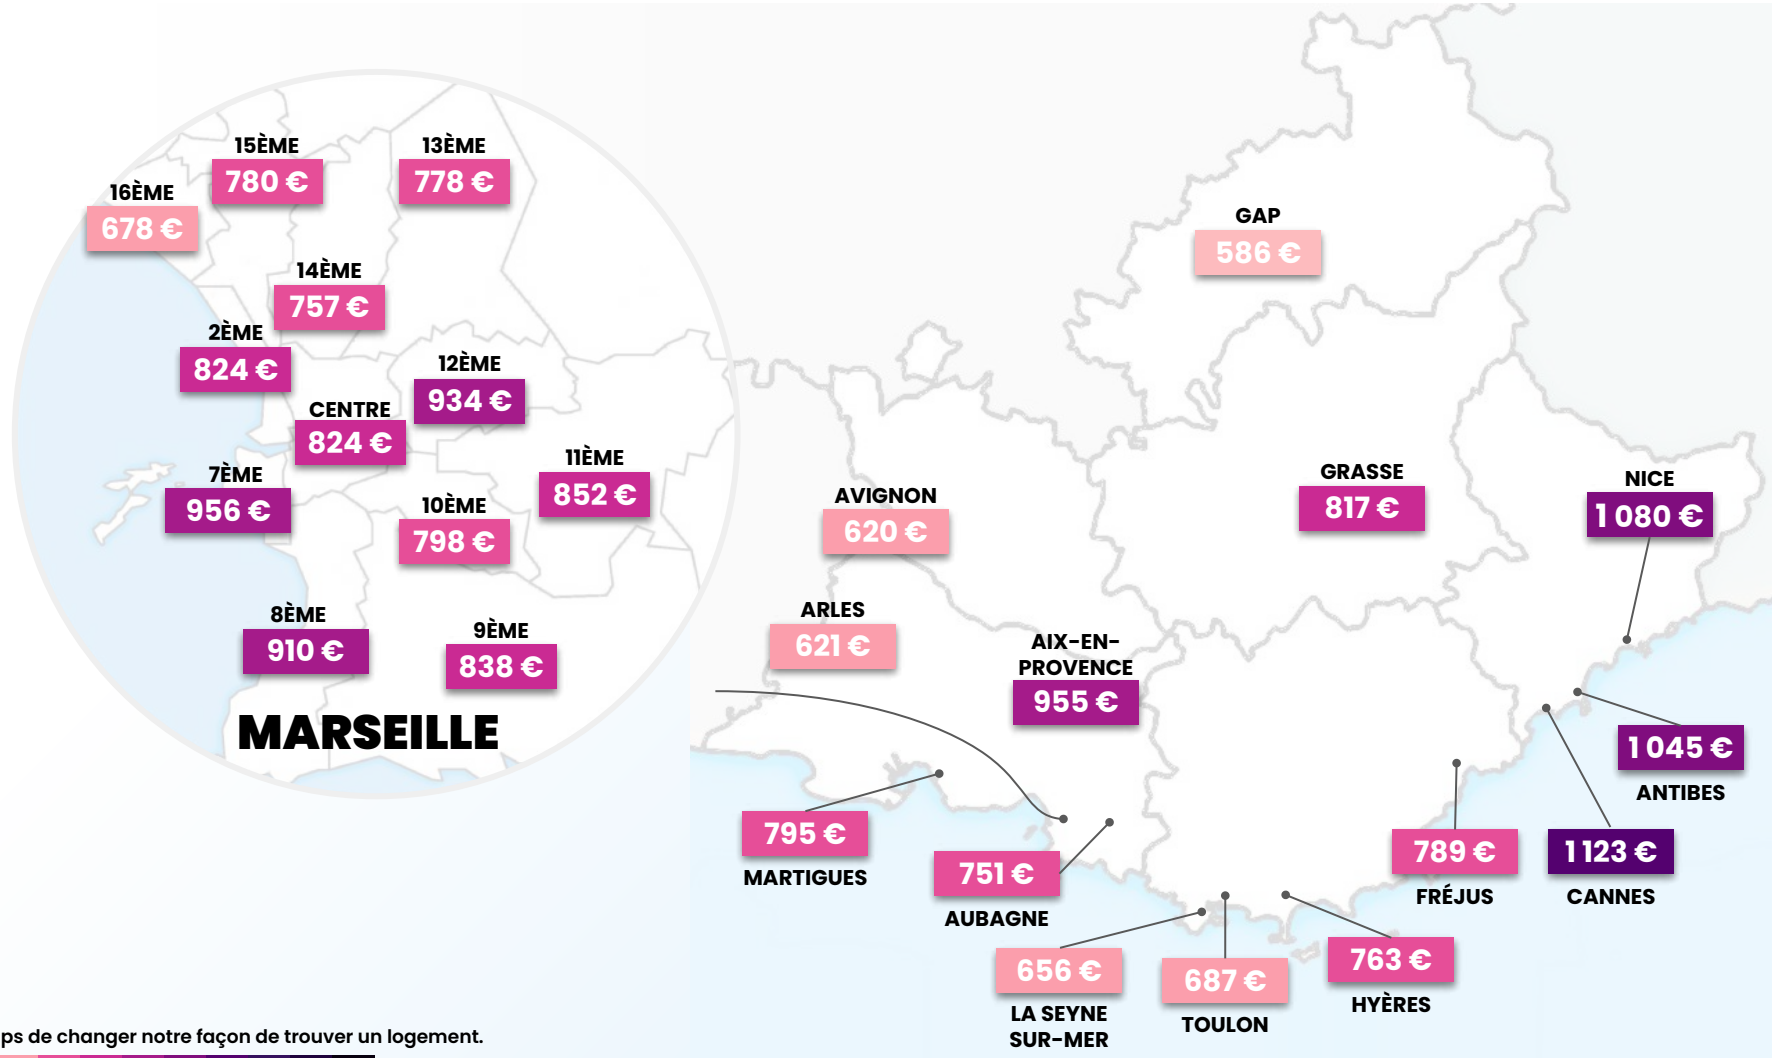 15ÈME
780 €
13ÈME
778 €
16ÈME
678 €
14ÈME
757 €
2ÈME
824 €
12ÈME
934 €
CENTRE
824 €
11ÈME
852 €
7ÈME
956 €
10ÈME
798 €
8ÈME
910 €
9ÈME
838 €
MARSEILLE
GAP
586 €
GRASSE
817 €
NICE
1 080 €
AVIGNON
620 €
ARLES
621 €
AIX-EN-
PROVENCE
955 €
1 045 €
ANTIBES
795 €
MARTIGUES
751 €
AUBAGNE
789 €
FRÉJUS
1 123 €
CANNES
656 €
LA SEYNE
SUR-MER
687 €
TOULON
763 €
HYÈRES
ps de changer notre façon de trouver un logement.